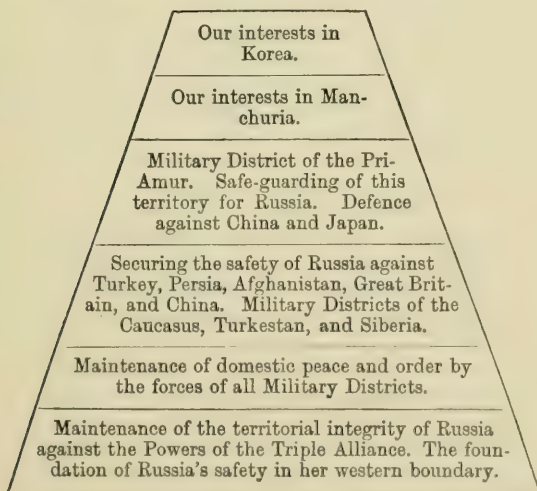 Our interests in
Korea.
Our interests in Man-
churia.
Military District of the Pri-
Amur. Safe-guarding of this
territory for Russia. Defence
against China and Japan.
Securing the safety of Russia against
Turkey, Persia, Afghanistan, Great Brit-
ain, and China. Military Districts of the
Caucasus, Turkestan, and Siberia.
Maintenance of domestic peace and order by
the forces of all Military Districts.
Maintenance of the territorial integrity of Russia
against the Powers of the Triple Alliance. The foun-
dation of Russia's safety in her western boundary.